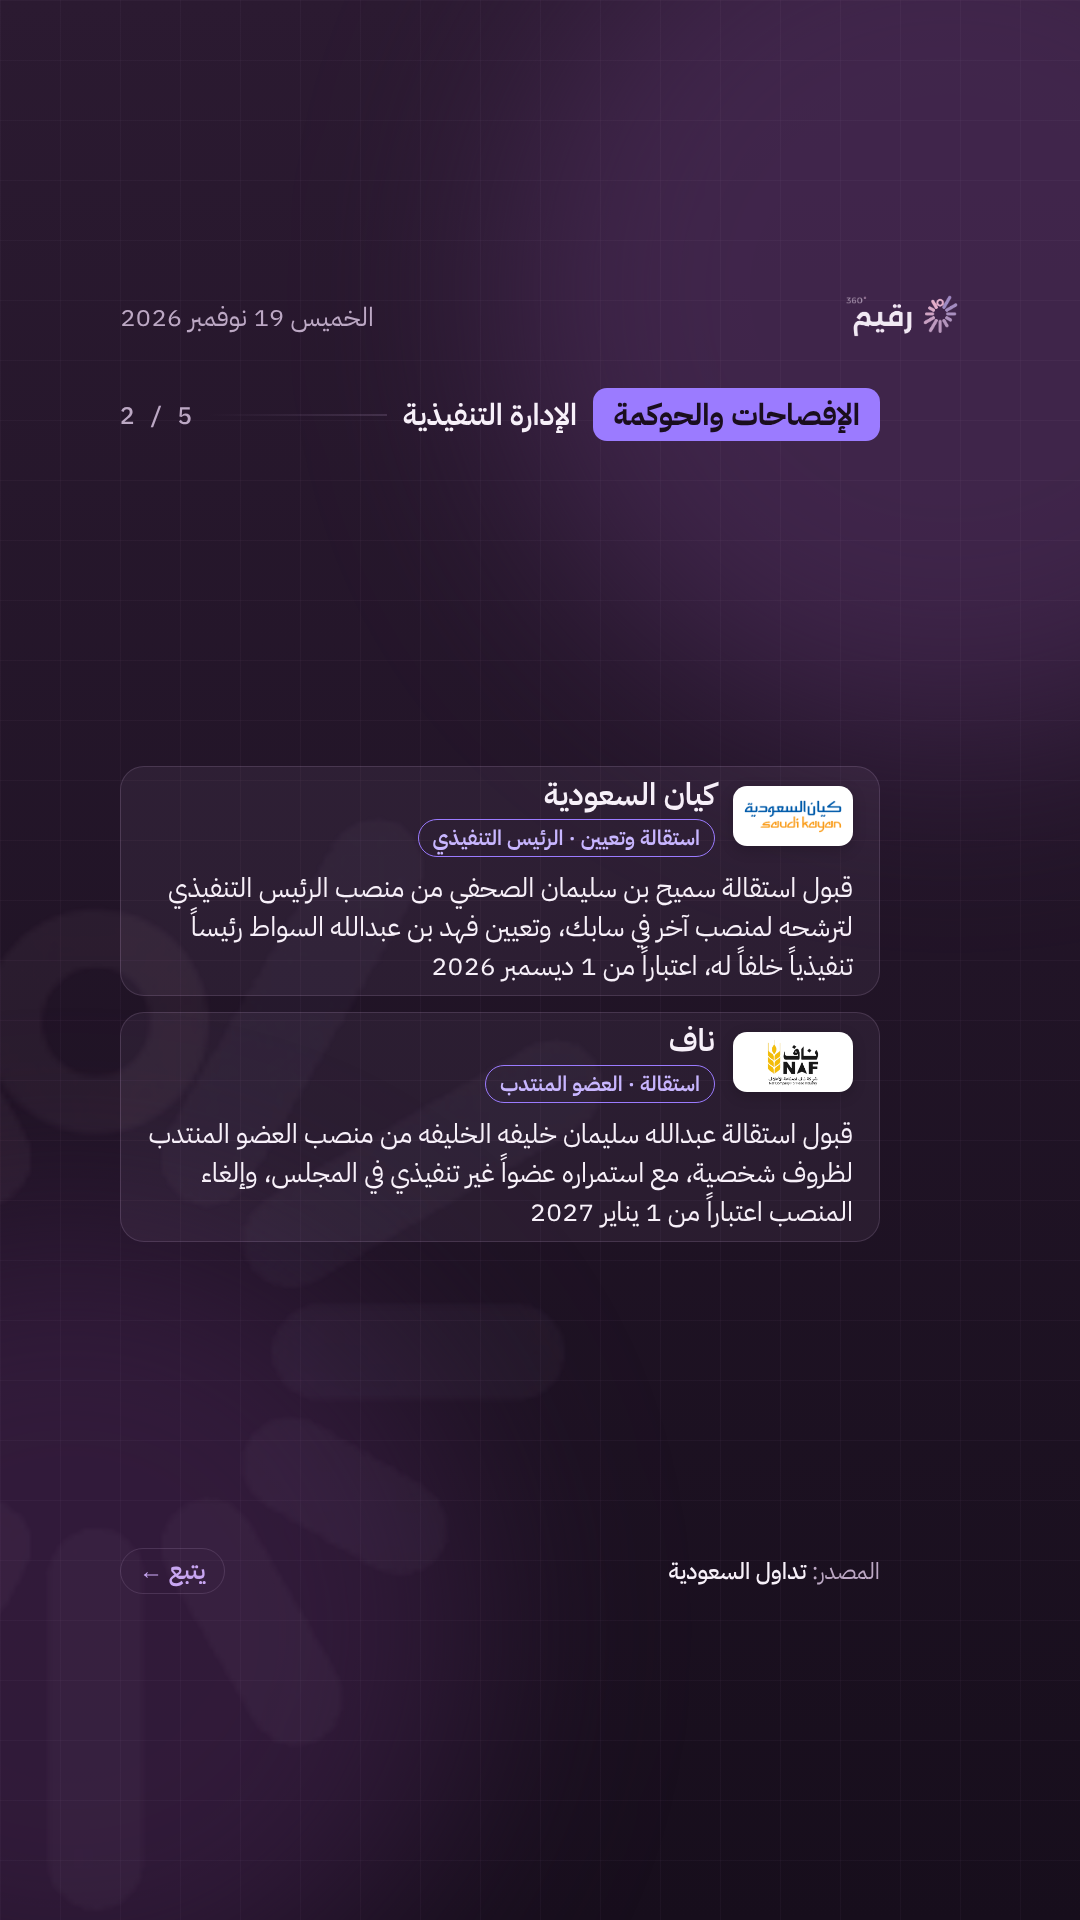 رقيم
360°
الخميس 19 نوفمبر 2026
الإفصاحات والحوكمة
الإدارة التنفيذية
2 / 5
كيان السعودية
saudi kayan
كيان السعودية
استقالة وتعيين · الرئيس التنفيذي
قبول استقالة سميح بن سليمان الصحفي من منصب الرئيس التنفيذي
لترشحه لمنصب آخر في سابك، وتعيين فهد بن عبدالله السواط رئيساً
تنفيذياً خلفاً له، اعتباراً من 1 ديسمبر 2026
ناف
NAF
ناف
استقالة · العضو المنتدب
قبول استقالة عبدالله سليمان خليفه الخليفه من منصب العضو المنتدب
لظروف شخصية، مع استمراره عضواً غير تنفيذي في المجلس، وإلغاء
المنصب اعتباراً من 1 يناير 2027
المصدر: تداول السعودية
يتبع ←